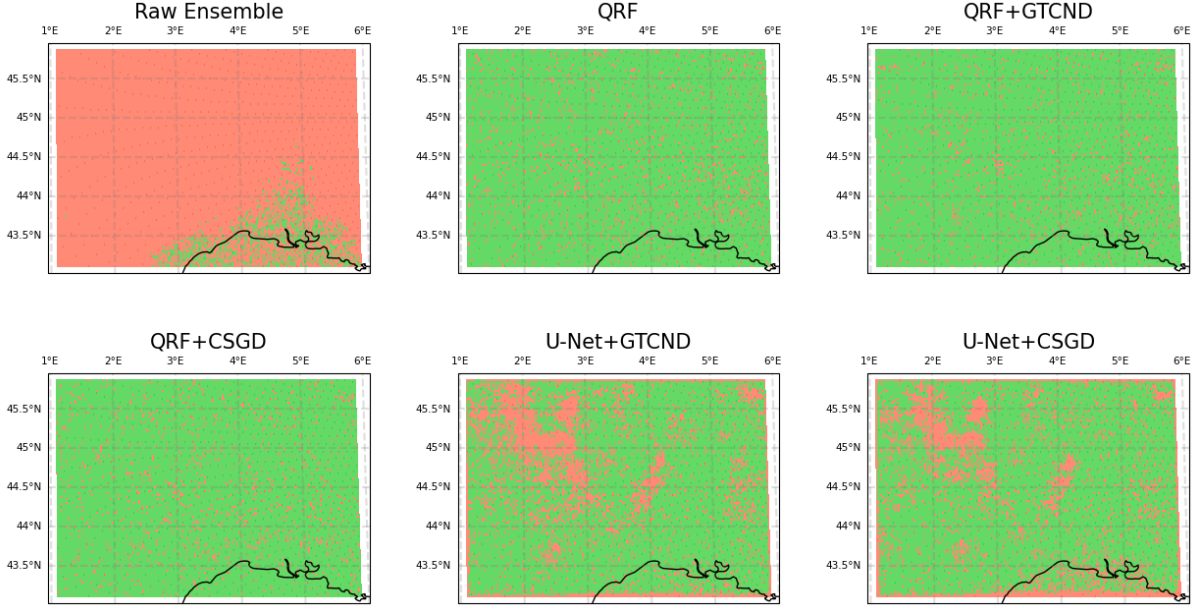 Raw Ensemble QRF QRF+GTCND
1°E 2°E 3°E 4°E 5°E 6°E 1°E 2°E 3°E 4°E 5°E 6°E 1°E 2°E 3°E 4°E 5°E 6°E
45.5°N 45.5°N 45.5°N
45°N 45°N 45°N
44.5°N 44.5°N 44.5°N
44°N 44°N 44°N
43.5°N 43.5°N 43.5°N
QRF+CSGD U-Net+GTCND U-Net+CSGD
1°E 2°E 3°E 4°E 5°E 6°E 1°E 2°E 3°E 4°E 5°E 6°E 1°E 2°E 3°E 4°E 5°E 6°E
45.5°N 45.5°N 45.5°N
45°N 45°N 45°N
44.5°N 44.5°N 44.5°N
44°N 44°N 44°N
43.5°N 43.5°N 43.5°N